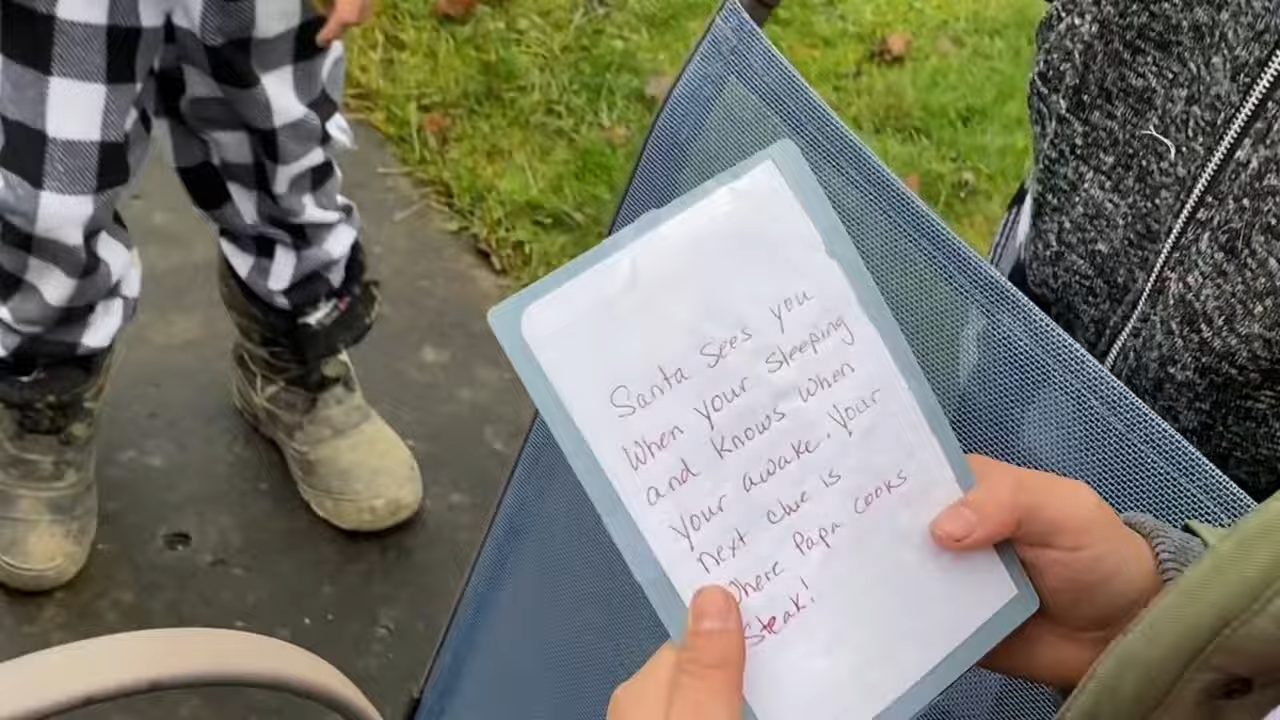 Santa sees you
when your sleeping
and knows when
your awake. Your
next clue is
where Papa cooks
Steak!